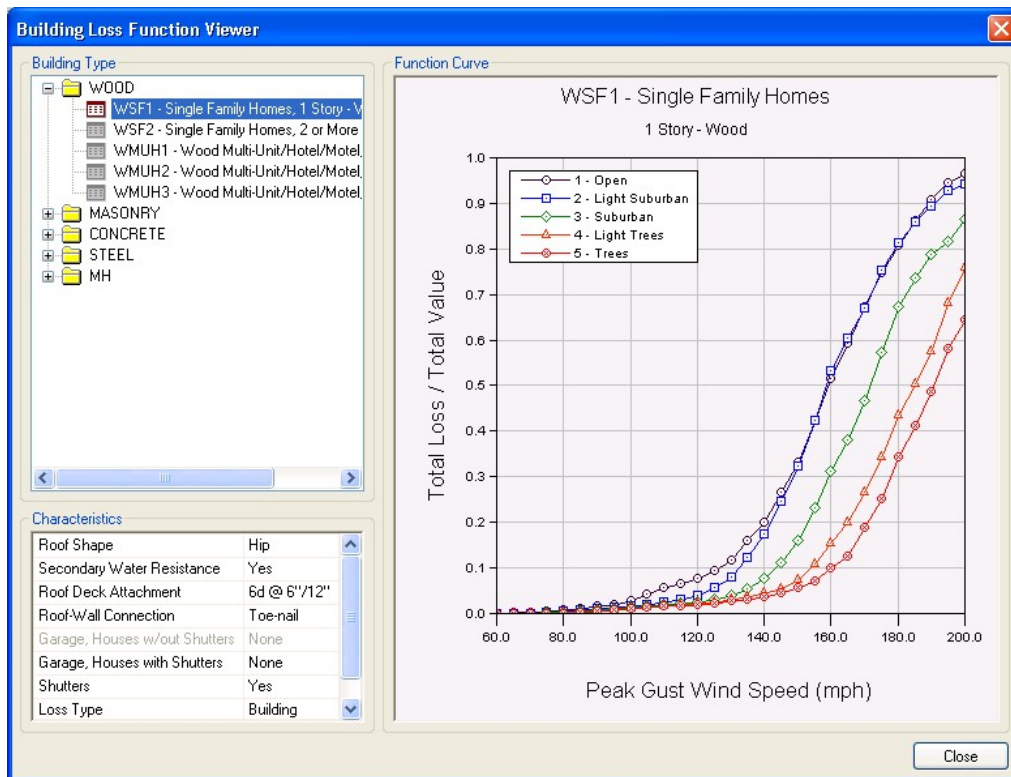 Building Loss Function Viewer
Building Type
WOOD
WSF1 - Single Family Homes, 1 Story - W
WSF2 - Single Family Homes, 2 or More
WMUH1 - Wood Multi-Unit/Hotel/Motel,
WMUH2 - Wood Multi-Unit/Hotel/Motel,
WMUH3 - Wood Multi-Unit/Hotel/Motel,
MASONRY
CONCRETE
STEEL
MH
Characteristics
Roof Shape Hip
Secondary Water Resistance Yes
Roof Deck Attachment 6d @ 6"/12"
Roof-Wall Connection Toe-nail
Garage, Houses w/out Shutters None
Garage, Houses with Shutters None
Shutters Yes
Loss Type Building
Function Curve
WSF1 - Single Family Homes
1 Story - Wood
1 - Open
2 - Light Suburban
3 - Suburban
4 - Light Trees
5 - Trees
Total Loss / Total Value
1.0
0.9
0.8
0.7
0.6
0.5
0.4
0.3
0.2
0.1
0.0
60.0 80.0 100.0 120.0 140.0 160.0 180.0 200.0
Peak Gust Wind Speed (mph)
Close